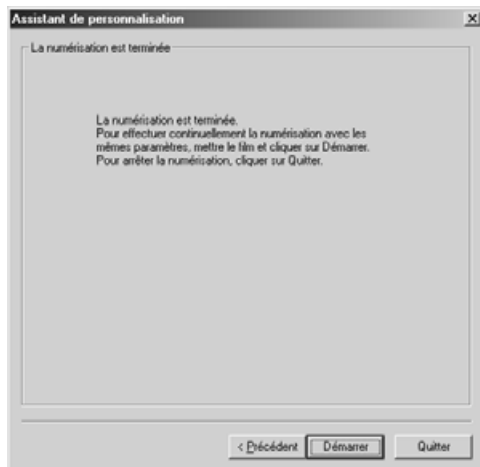 Assistant de personnalisation
La numérisation est terminée
La numérisation est terminée.
Pour effectuer continuellement la numérisation avec les
mêmes paramètres, mettre le film et cliquer sur Démarrer.
Pour arrêter la numérisation, cliquer sur Quitter.
< Précédent Démarrer Quitter